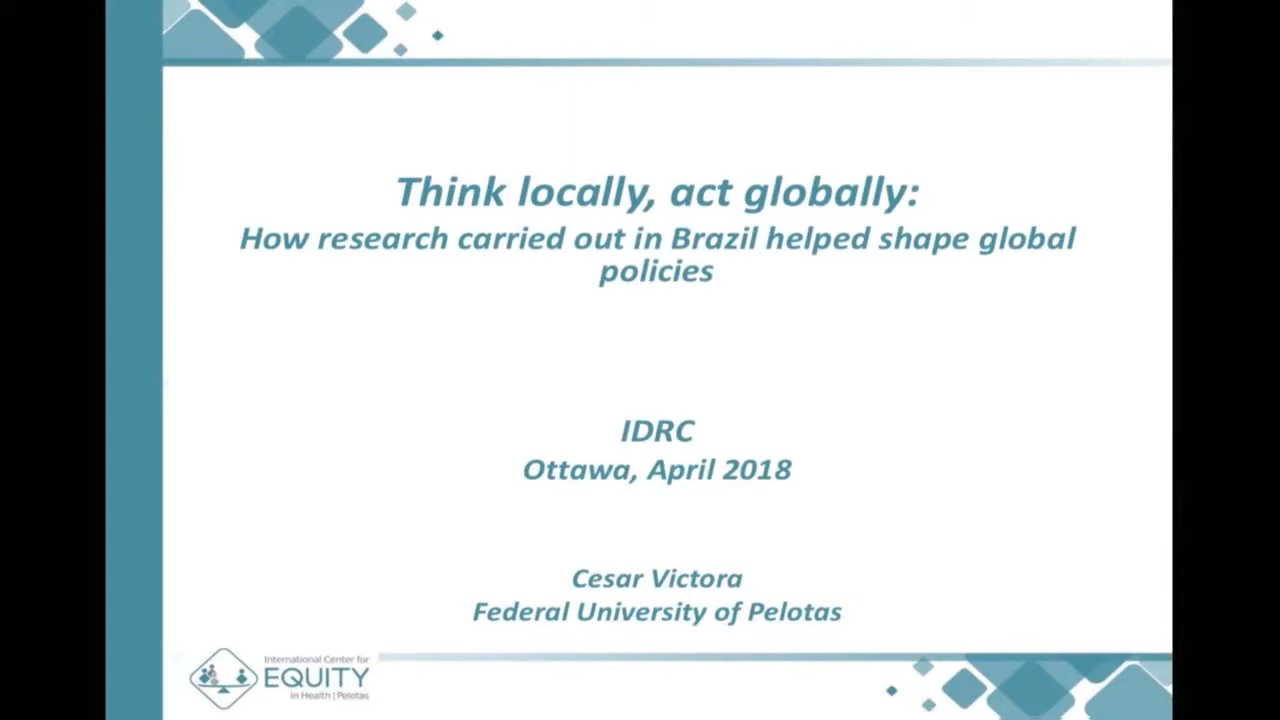 Think locally, act globally:
How research carried out in Brazil helped shape global
policies
IDRC
Ottawa, April 2018
Cesar Victora
Federal University of Pelotas
International Center for
EQUITY
in Health | Pelotas